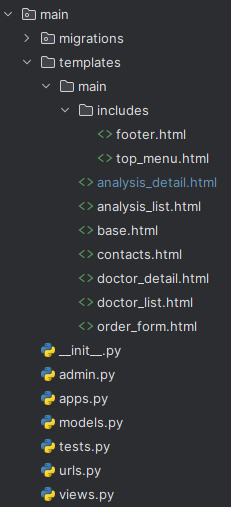 main
migrations
templates
main
includes
footer.html
top_menu.html
analysis_detail.html
analysis_list.html
base.html
contacts.html
doctor_detail.html
doctor_list.html
order_form.html
__init__.py
admin.py
apps.py
models.py
tests.py
urls.py
views.py